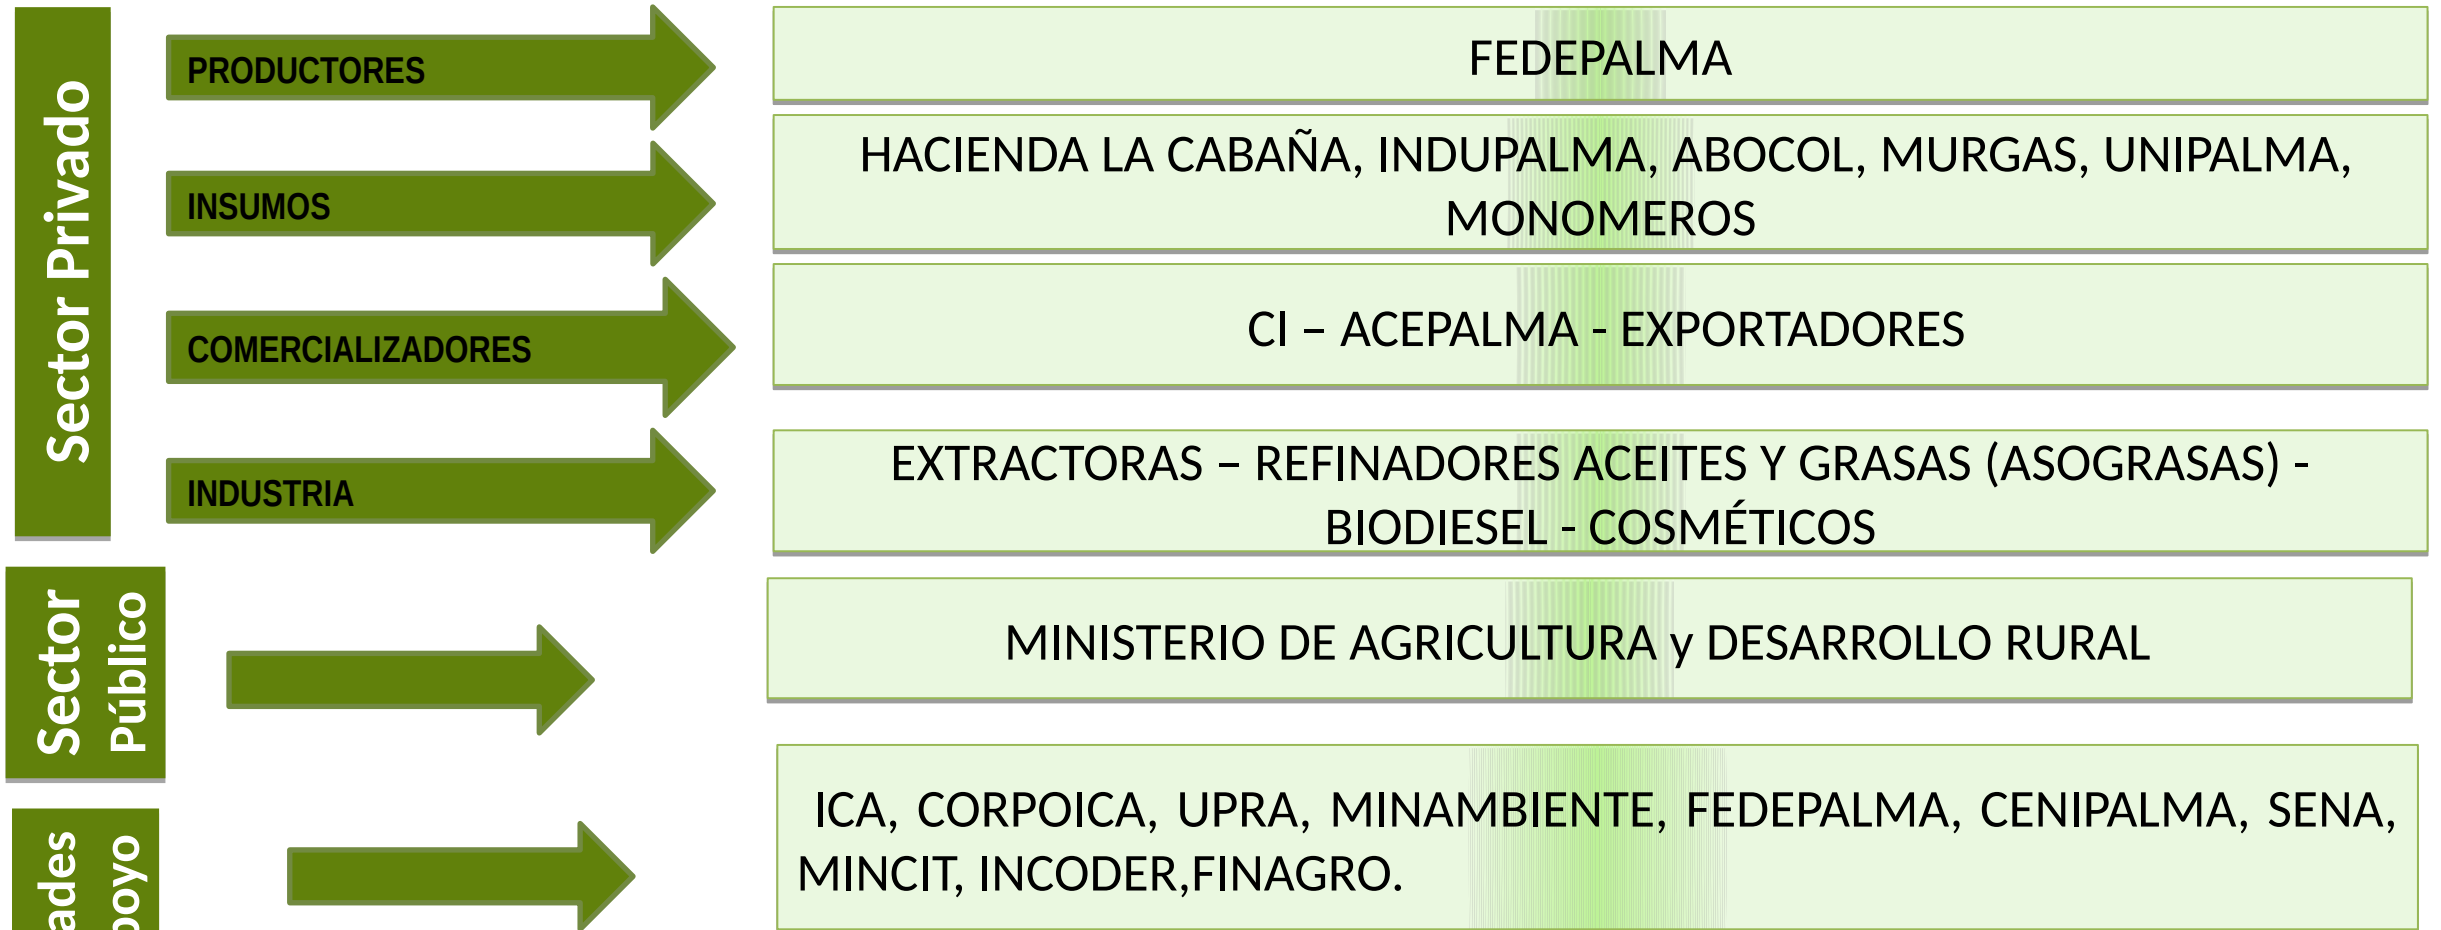 Sector Privado
PRODUCTORES
FEDEPALMA
INSUMOS
HACIENDA LA CABAÑA, INDUPALMA, ABOCOL, MURGAS, UNIPALMA,
MONOMEROS
COMERCIALIZADORES
CI – ACEPALMA - EXPORTADORES
INDUSTRIA
EXTRACTORAS – REFINADORES ACEITES Y GRASAS (ASOGRASAS) -
BIODIESEL - COSMÉTICOS
Sector
Público
MINISTERIO DE AGRICULTURA y DESARROLLO RURAL
ICA, CORPOICA, UPRA, MINAMBIENTE, FEDEPALMA, CENIPALMA, SENA,
MINCIT, INCODER,FINAGRO.